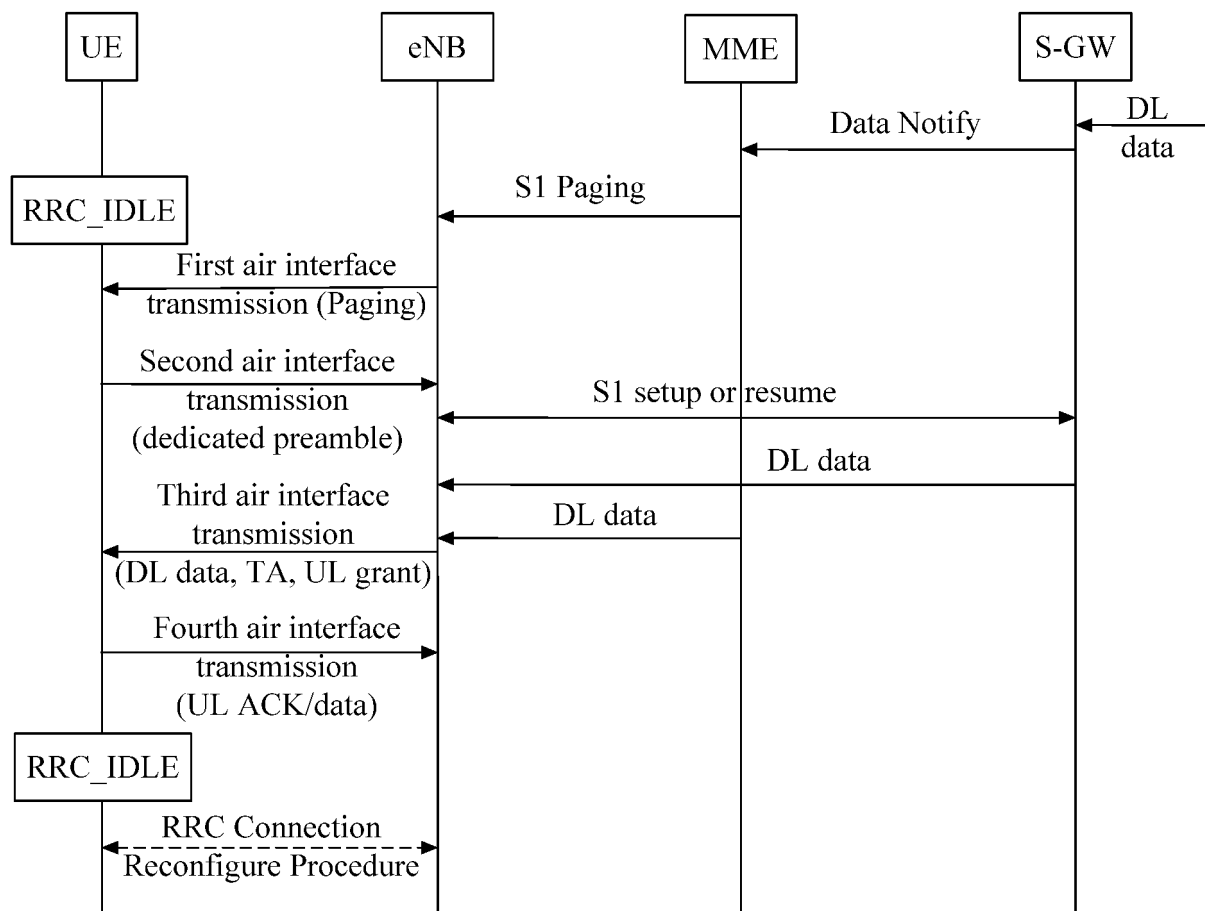 UE
eNB
MME
S-GW
DL
data
Data Notify
S1 Paging
RRC_IDLE
First air interface
transmission (Paging)
Second air interface
transmission
(dedicated preamble)
S1 setup or resume
DL data
Third air interface
transmission
(DL data, TA, UL grant)
DL data
Fourth air interface
transmission
(UL ACK/data)
RRC_IDLE
RRC Connection
Reconfigure Procedure